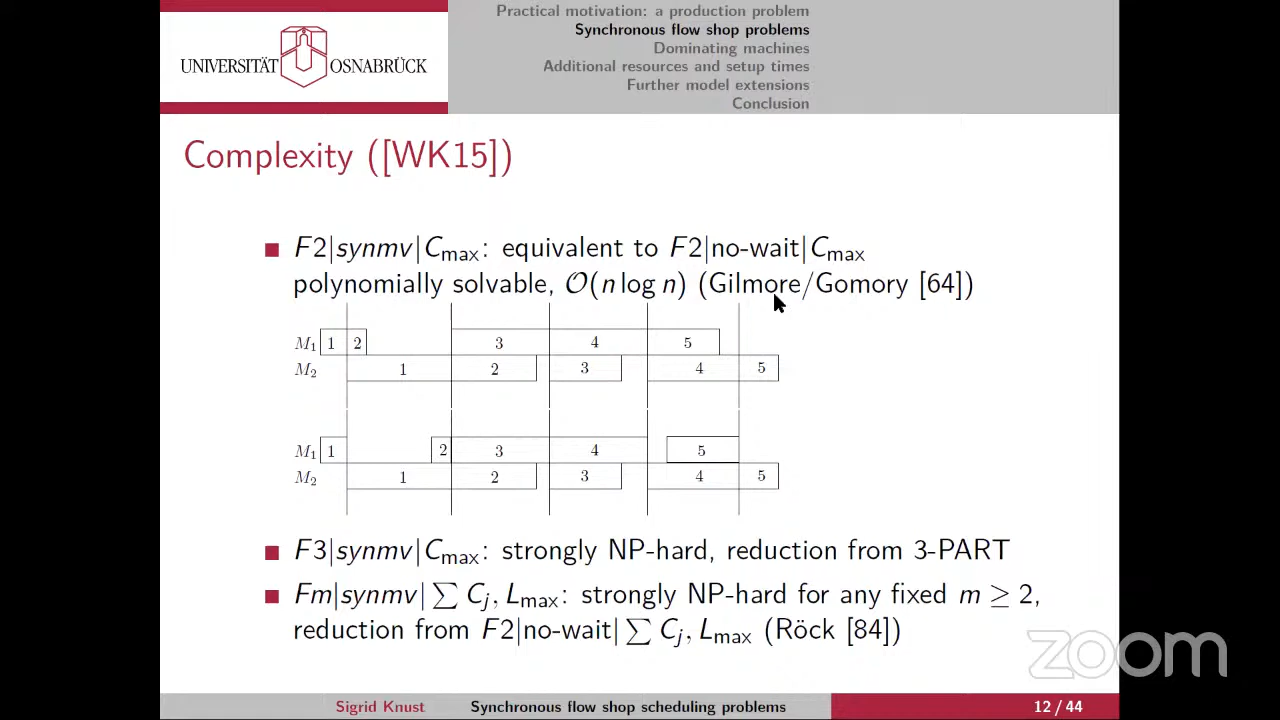 Practical motivation: a production problem
Synchronous flow shop problems
Dominating machines
Additional resources and setup times
Further model extensions
Conclusion
UNIVERSITÄT OSNABRÜCK
Complexity ([WK15])
F2|synmv|Cmax: equivalent to F2|no-wait|Cmax
polynomially solvable, O(n log n) (Gilmore/Gomory [64])
M1 1 2 3 4 5
M2 1 2 3 4 5
M1 1 2 3 4 5
M2 1 2 3 4 5
F3|synmv|Cmax: strongly NP-hard, reduction from 3-PART
Fm|synmv| ∑ Cj, Lmax: strongly NP-hard for any fixed m ≥ 2,
reduction from F2|no-wait| ∑ Cj, Lmax (Röck [84])
zoom
Sigrid Knust Synchronous flow shop scheduling problems 12 / 44